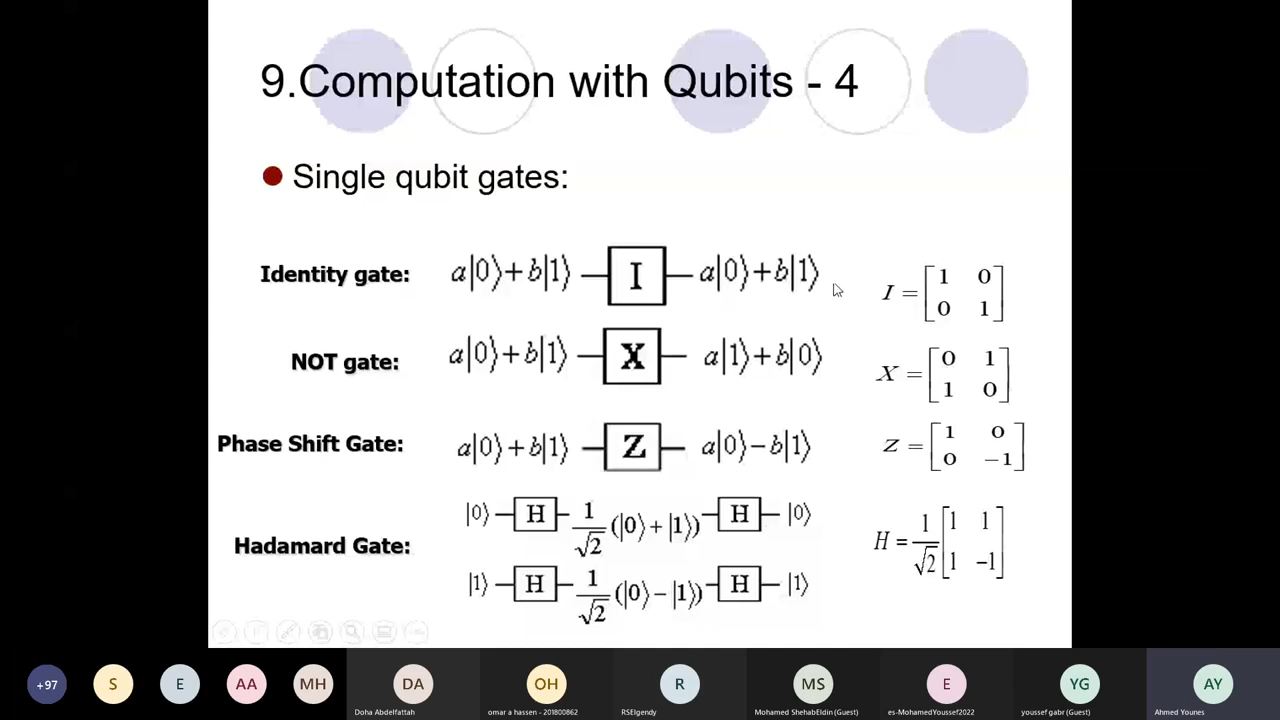 9.Computation with Qubits - 4
Single qubit gates:
Identity gate: a|0⟩+b|1⟩ I a|0⟩+b|1⟩ I = [1 0; 0 1]
NOT gate: a|0⟩+b|1⟩ X a|1⟩+b|0⟩ X = [0 1; 1 0]
Phase Shift Gate: a|0⟩+b|1⟩ Z a|0⟩−b|1⟩ Z = [1 0; 0 −1]
Hadamard Gate: H = 1/√2 [1 1; 1 −1]
|0⟩ H 1/√2 (|0⟩+|1⟩) H |0⟩
|1⟩ H 1/√2 (|0⟩−|1⟩) H |1⟩
+97 S E AA MH DA OH R MS E YG AY
Doha Abdelfattah omar a hassen - 201800862 RSElgendy Mohamed ShehabEldin (Guest) es-MohamedYoussef2022 youssef gabr (Guest) Ahmed Younes